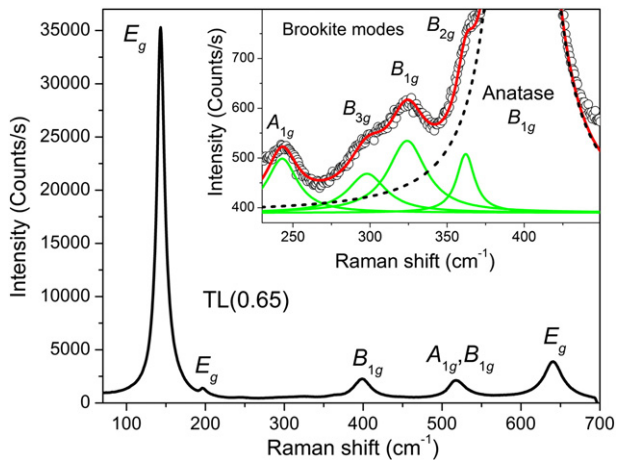 35000
30000
25000
20000
15000
10000
5000
0
Intensity (Counts/s)
E_g
TL(0.65)
E_g
B_1g
A_1g,B_1g
E_g
100 200 300 400 500 600 700
Raman shift (cm⁻¹)
700
600
500
400
Intensity (Counts/s)
Brookite modes
B_2g
B_1g
B_3g
A_1g
Anatase
B_1g
250 300 350 400
Raman shift (cm⁻¹)